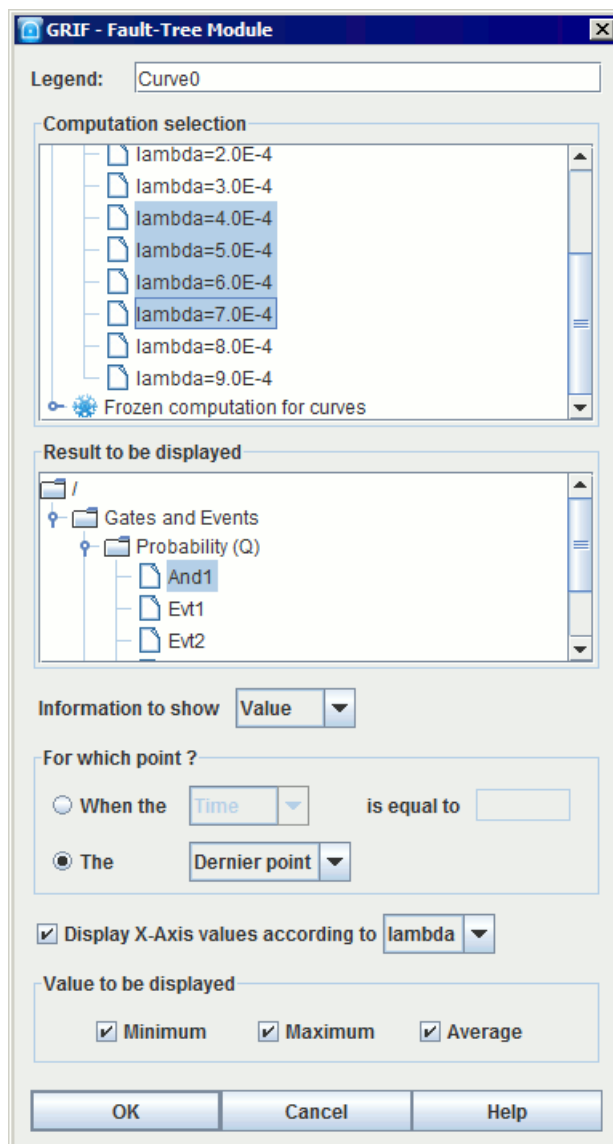 GRIF - Fault-Tree Module
Legend: Curve0
Computation selection
lambda=2.0E-4
lambda=3.0E-4
lambda=4.0E-4
lambda=5.0E-4
lambda=6.0E-4
lambda=7.0E-4
lambda=8.0E-4
lambda=9.0E-4
Frozen computation for curves
Result to be displayed
/
Gates and Events
Probability (Q)
And1
Evt1
Evt2
Information to show Value
For which point ?
When the Time is equal to
The Dernier point
Display X-Axis values according to lambda
Value to be displayed
Minimum Maximum Average
OK Cancel Help